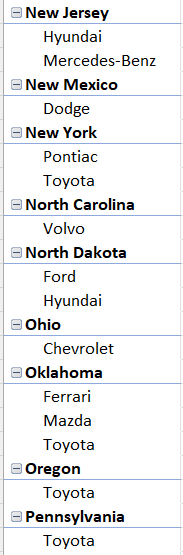 New Jersey
Hyundai
Mercedes-Benz
New Mexico
Dodge
New York
Pontiac
Toyota
North Carolina
Volvo
North Dakota
Ford
Hyundai
Ohio
Chevrolet
Oklahoma
Ferrari
Mazda
Toyota
Oregon
Toyota
Pennsylvania
Toyota